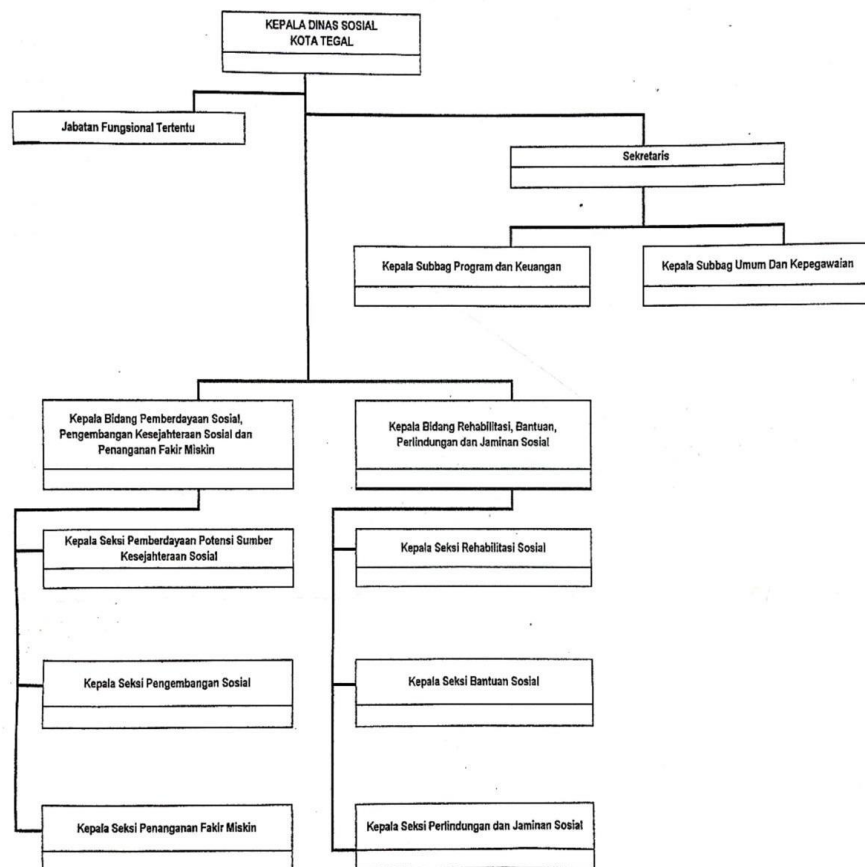 KEPALA DINAS SOSIAL
KOTA TEGAL
Jabatan Fungsional Tertentu
Sekretaris
Kepala Subbag Program dan Keuangan
Kepala Subbag Umum Dan Kepegawaian
Kepala Bidang Pemberdayaan Sosial,
Pengembangan Kesejahteraan Sosial dan
Penanganan Fakir Miskin
Kepala Bidang Rehabilitasi, Bantuan,
Perlindungan dan Jaminan Sosial
Kepala Seksi Pemberdayaan Potensi Sumber
Kesejahteraan Sosial
Kepala Seksi Rehabilitasi Sosial
Kepala Seksi Pengembangan Sosial
Kepala Seksi Bantuan Sosial
Kepala Seksi Penanganan Fakir Miskin
Kepala Seksi Perlindungan dan Jaminan Sosial